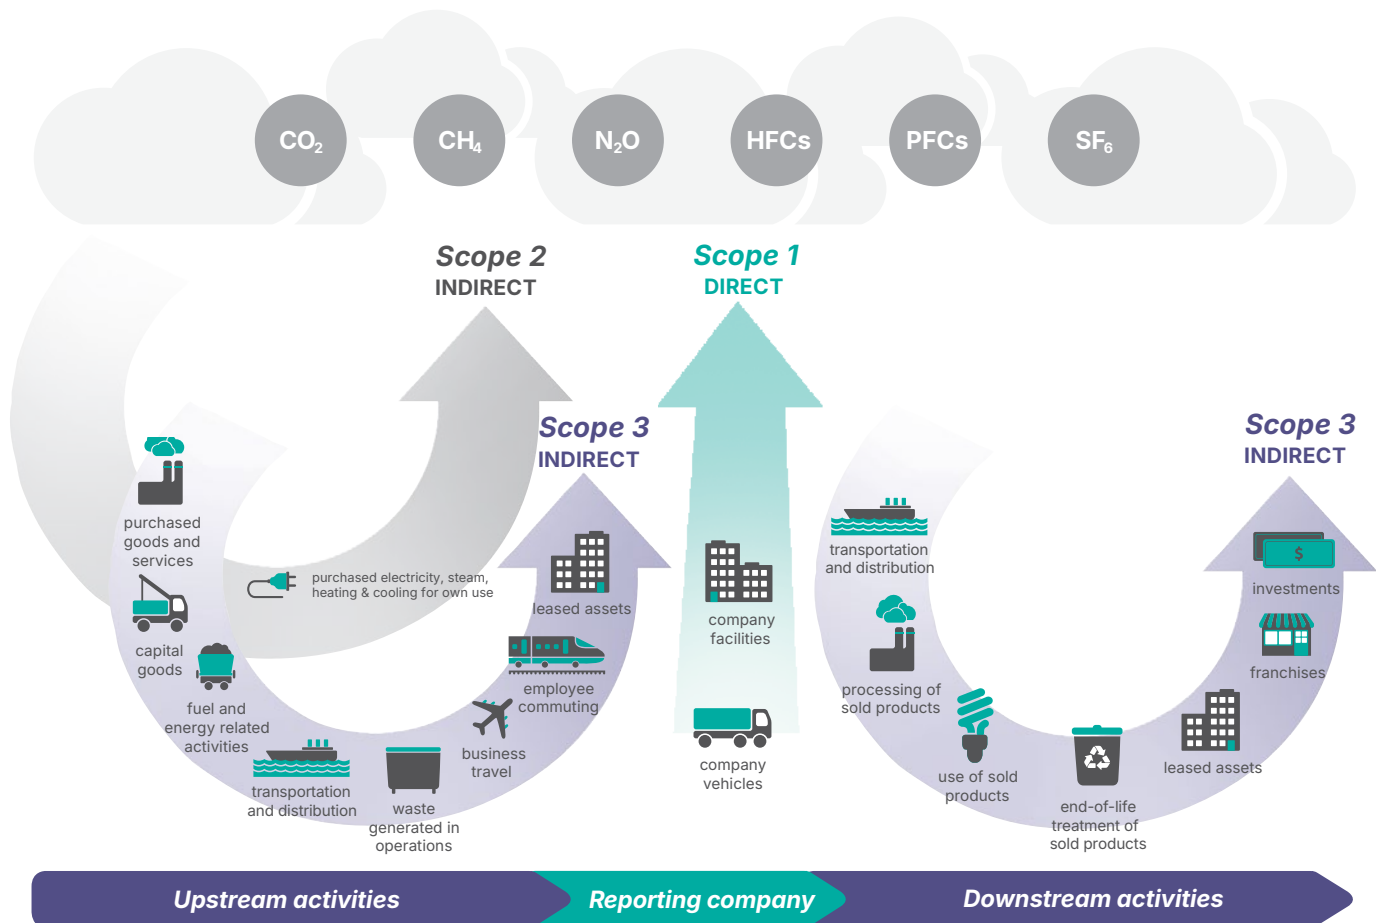 CO₂
CH₄
N₂O
HFCs
PFCs
SF₆
Scope 2
INDIRECT
Scope 1
DIRECT
Scope 3
INDIRECT
Scope 3
INDIRECT
purchased
goods and
services
capital
goods
fuel and
energy related
activities
transportation
and distribution
waste
generated in
operations
business
travel
employee
commuting
leased assets
purchased electricity, steam,
heating & cooling for own use
company
facilities
company
vehicles
transportation
and distribution
processing of
sold products
use of sold
products
end-of-life
treatment of
sold products
leased assets
franchises
investments
$
Upstream activities
Reporting company
Downstream activities